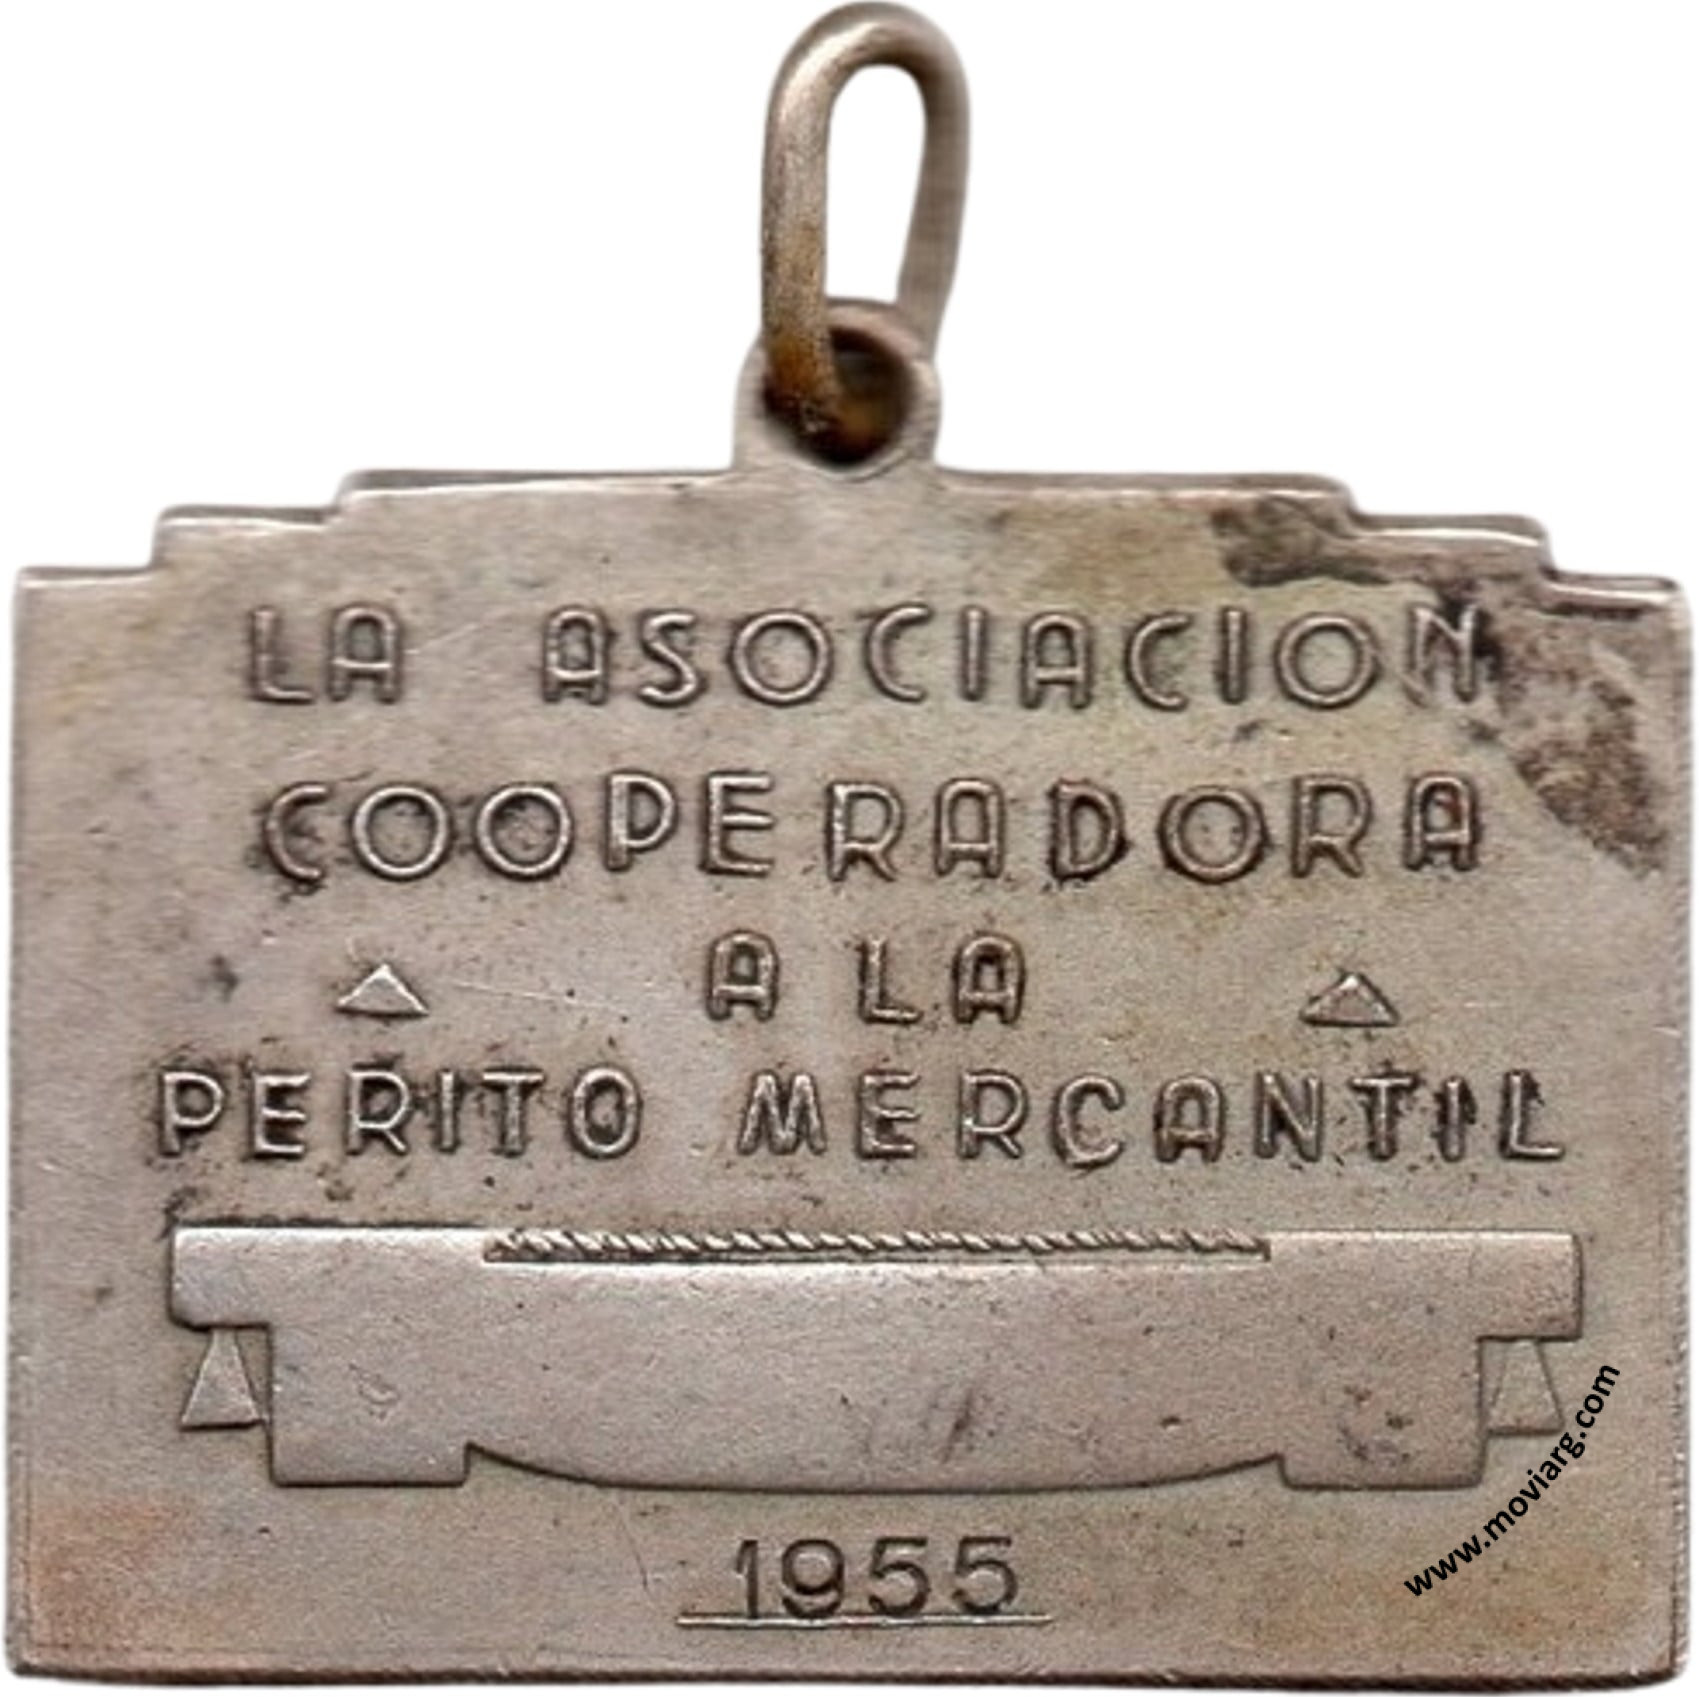 LA ASOCIACION
COOPERADORA
A LA
PERITO MERCANTIL
1955
www.moviarg.com